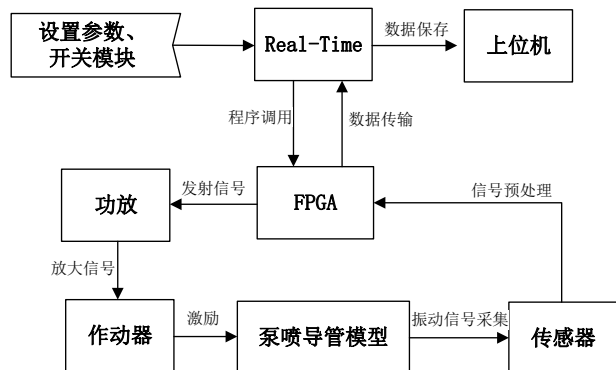 设置参数、
开关模块
Real-Time
数据保存
上位机
程序调用
数据传输
功放
发射信号
FPGA
信号预处理
放大信号
作动器
激励
泵喷导管模型
振动信号采集
传感器